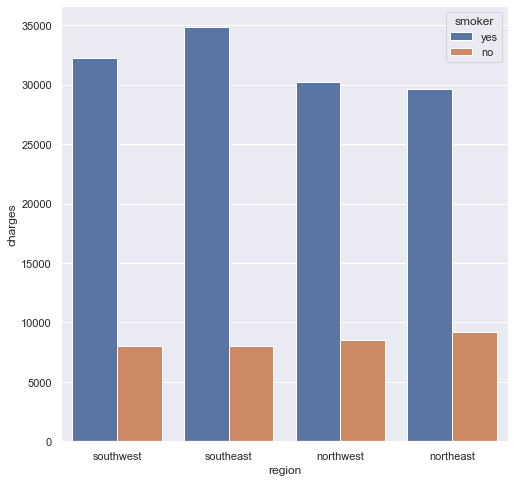 smoker
yes
no
35000
30000
25000
20000
15000
10000
5000
0
charges
southwest southeast northwest northeast
region